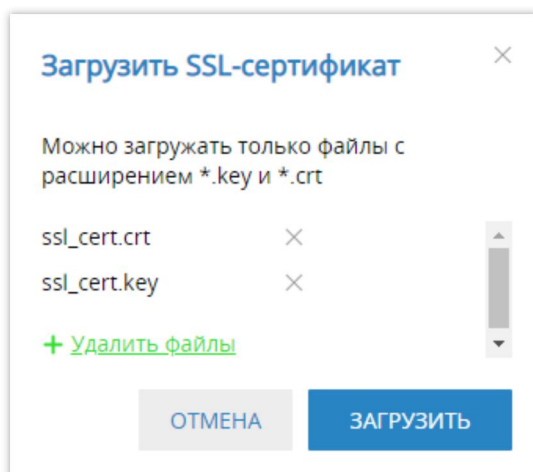 Загрузить SSL-сертификат
Можно загружать только файлы с
расширением *.key и *.crt
ssl_cert.crt
ssl_cert.key
+ Удалить файлы
ОТМЕНА
ЗАГРУЗИТЬ